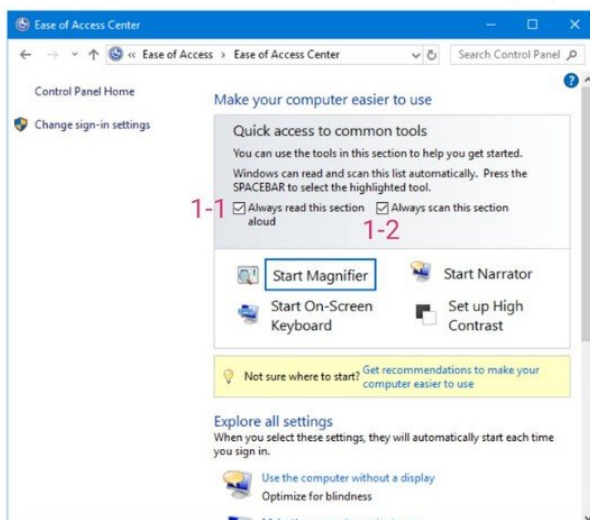 Ease of Access Center
« Ease of Access > Ease of Access Center
Search Control Panel
Control Panel Home
Change sign-in settings
Make your computer easier to use
Quick access to common tools
You can use the tools in this section to help you get started.
Windows can read and scan this list automatically. Press the
SPACEBAR to select the highlighted tool.
1-1
Always read this section
aloud
Always scan this section
1-2
Start Magnifier
Start Narrator
Start On-Screen
Keyboard
Set up High
Contrast
Not sure where to start?
Get recommendations to make your
computer easier to use
Explore all settings
When you select these settings, they will automatically start each time
you sign in.
Use the computer without a display
Optimize for blindness